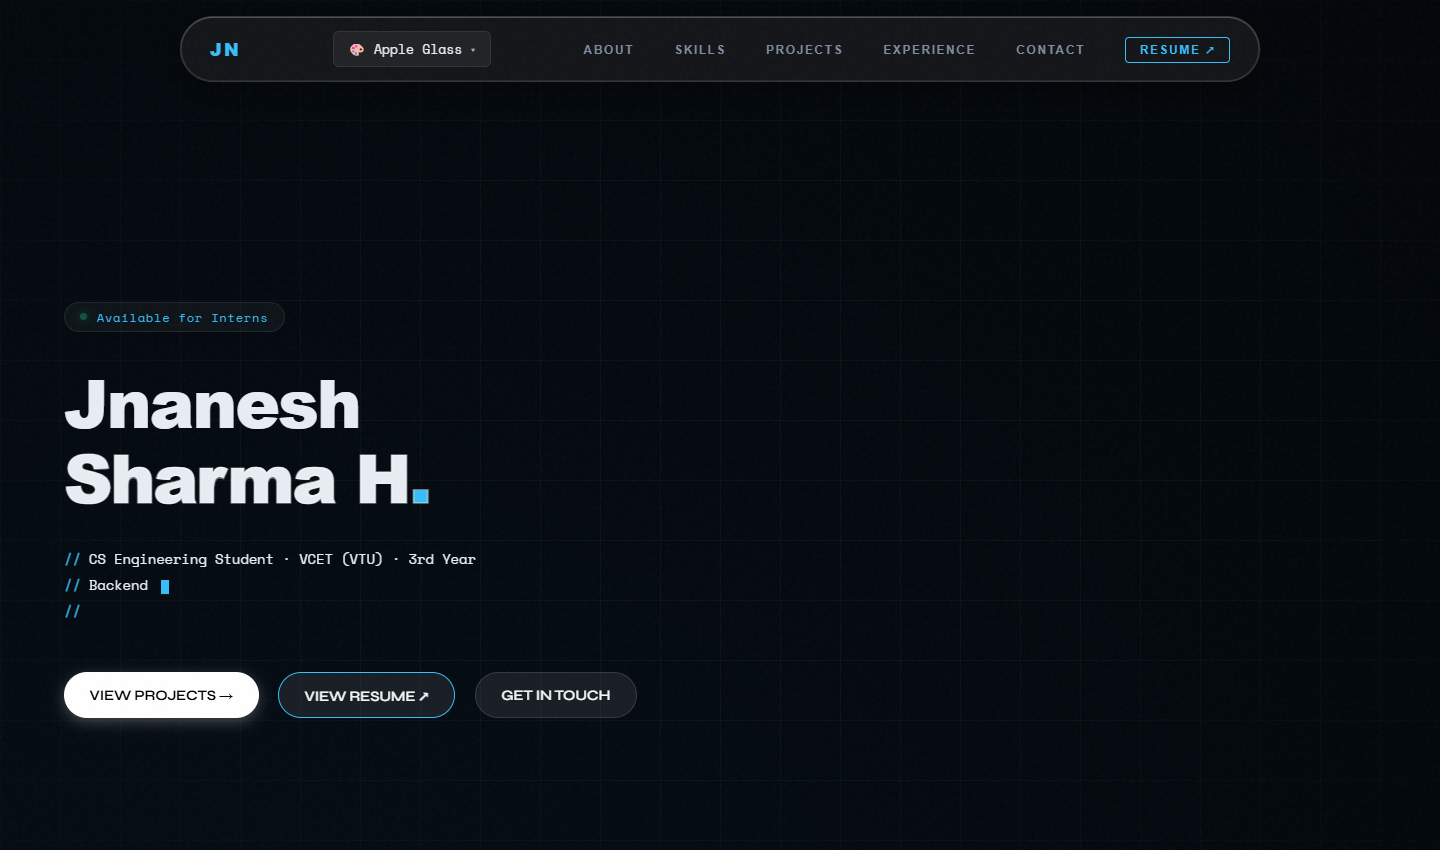 JN
🎨 Apple Glass ▾
ABOUT
SKILLS
PROJECTS
EXPERIENCE
CONTACT
RESUME ↗
Available for Interns
Jnanesh
Sharma H.
// CS Engineering Student · VCET (VTU) · 3rd Year
// Backend
//
VIEW PROJECTS →
VIEW RESUME ↗
GET IN TOUCH